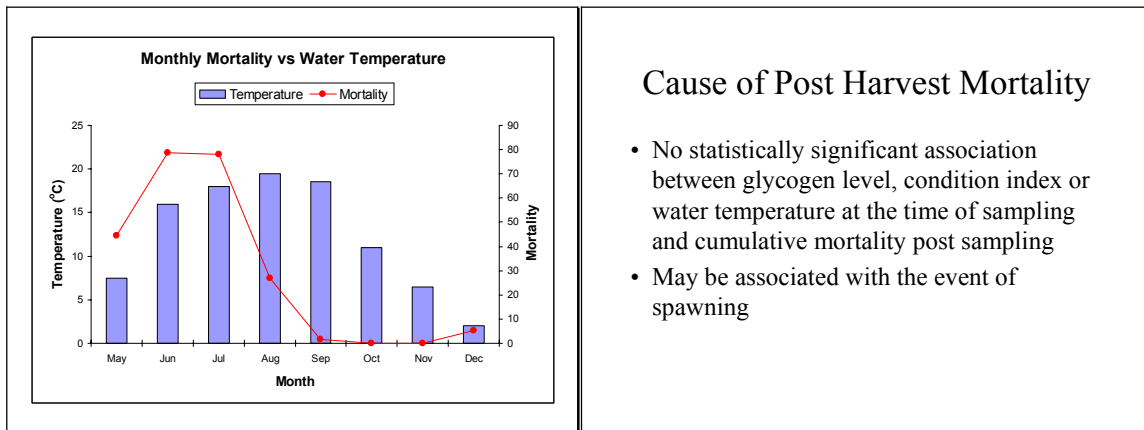 Monthly Mortality vs Water Temperature
Temperature Mortality
25 90
80
20 70
60
15
50
40
10
30
5 20
10
0 0
Temperature (°C)
Mortality
May Jun Jul Aug Sep Oct Nov Dec
Month
Cause of Post Harvest Mortality
• No statistically significant association
between glycogen level, condition index or
water temperature at the time of sampling
and cumulative mortality post sampling
• May be associated with the event of
spawning